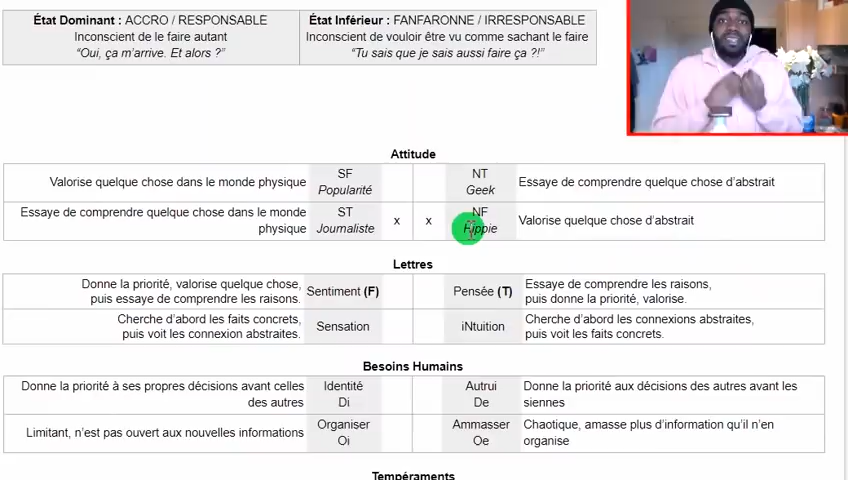 État Dominant : ACCRO / RESPONSABLE
Inconscient de le faire autant
“Oui, ça m’arrive. Et alors ?”
État Inférieur : FANFARONNE / IRRESPONSABLE
Inconscient de vouloir être vu comme sachant le faire
“Tu sais que je sais aussi faire ça ?!”
Attitude
Valorise quelque chose dans le monde physique
SF
Popularité
NT
Geek
Essaye de comprendre quelque chose d’abstrait
Essaye de comprendre quelque chose dans le monde
physique
ST
Journaliste
x
x
NF
Hippie
Valorise quelque chose d’abstrait
Lettres
Donne la priorité, valorise quelque chose,
puis essaye de comprendre les raisons.
Sentiment (F)
Pensée (T)
Essaye de comprendre les raisons,
puis donne la priorité, valorise.
Cherche d’abord les faits concrets,
puis voit les connexion abstraites.
Sensation
iNtuition
Cherche d’abord les connexions abstraites,
puis voit les faits concrets.
Besoins Humains
Donne la priorité à ses propres décisions avant celles
des autres
Identité
Di
Autrui
De
Donne la priorité aux décisions des autres avant les
siennes
Limitant, n’est pas ouvert aux nouvelles informations
Organiser
Oi
Ammasser
Oe
Chaotique, amasse plus d’information qu’il n’en
organise
Tempéraments